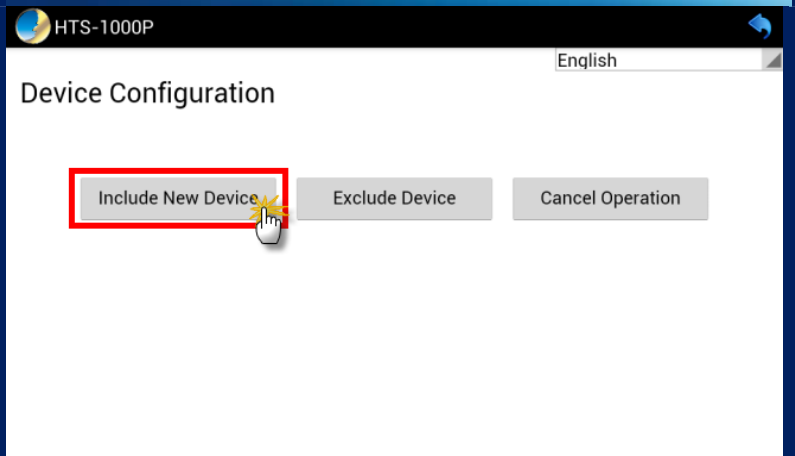 HTS-1000P
English
Device Configuration
Include New Device
Exclude Device
Cancel Operation